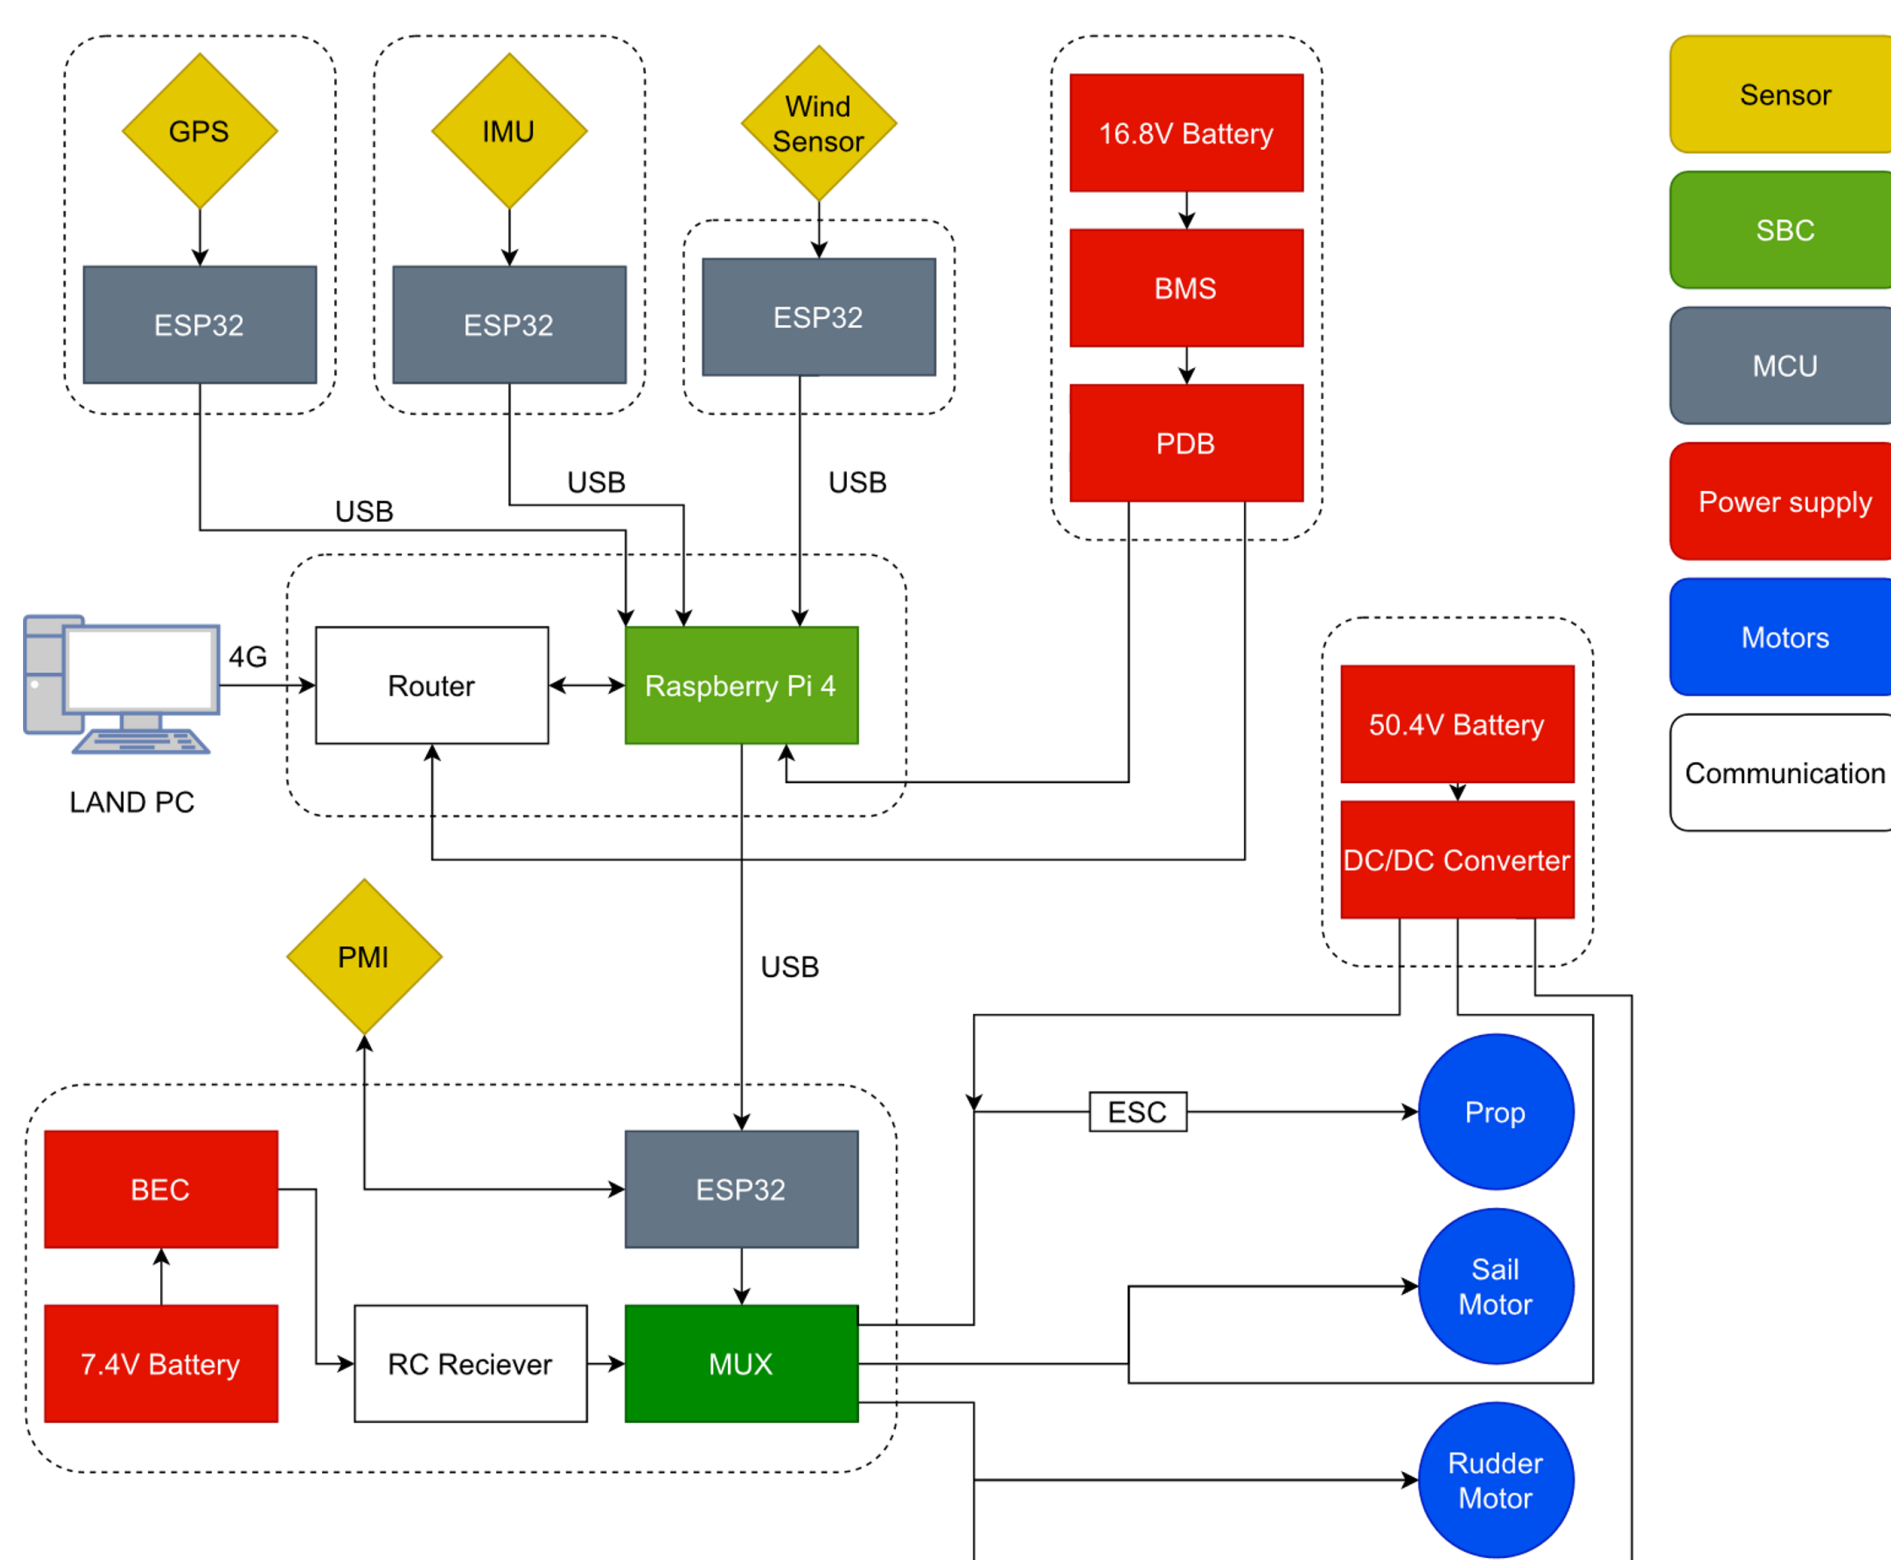 GPS
IMU
Wind
Sensor
16.8V Battery
Sensor
SBC
BMS
ESP32
ESP32
ESP32
MCU
PDB
USB
USB
USB
Power supply
4G
Router
Raspberry Pi 4
Motors
50.4V Battery
LAND PC
Communication
DC/DC Converter
PMI
USB
ESC
Prop
BEC
ESP32
Sail
Motor
7.4V Battery
RC Reciever
MUX
Rudder
Motor